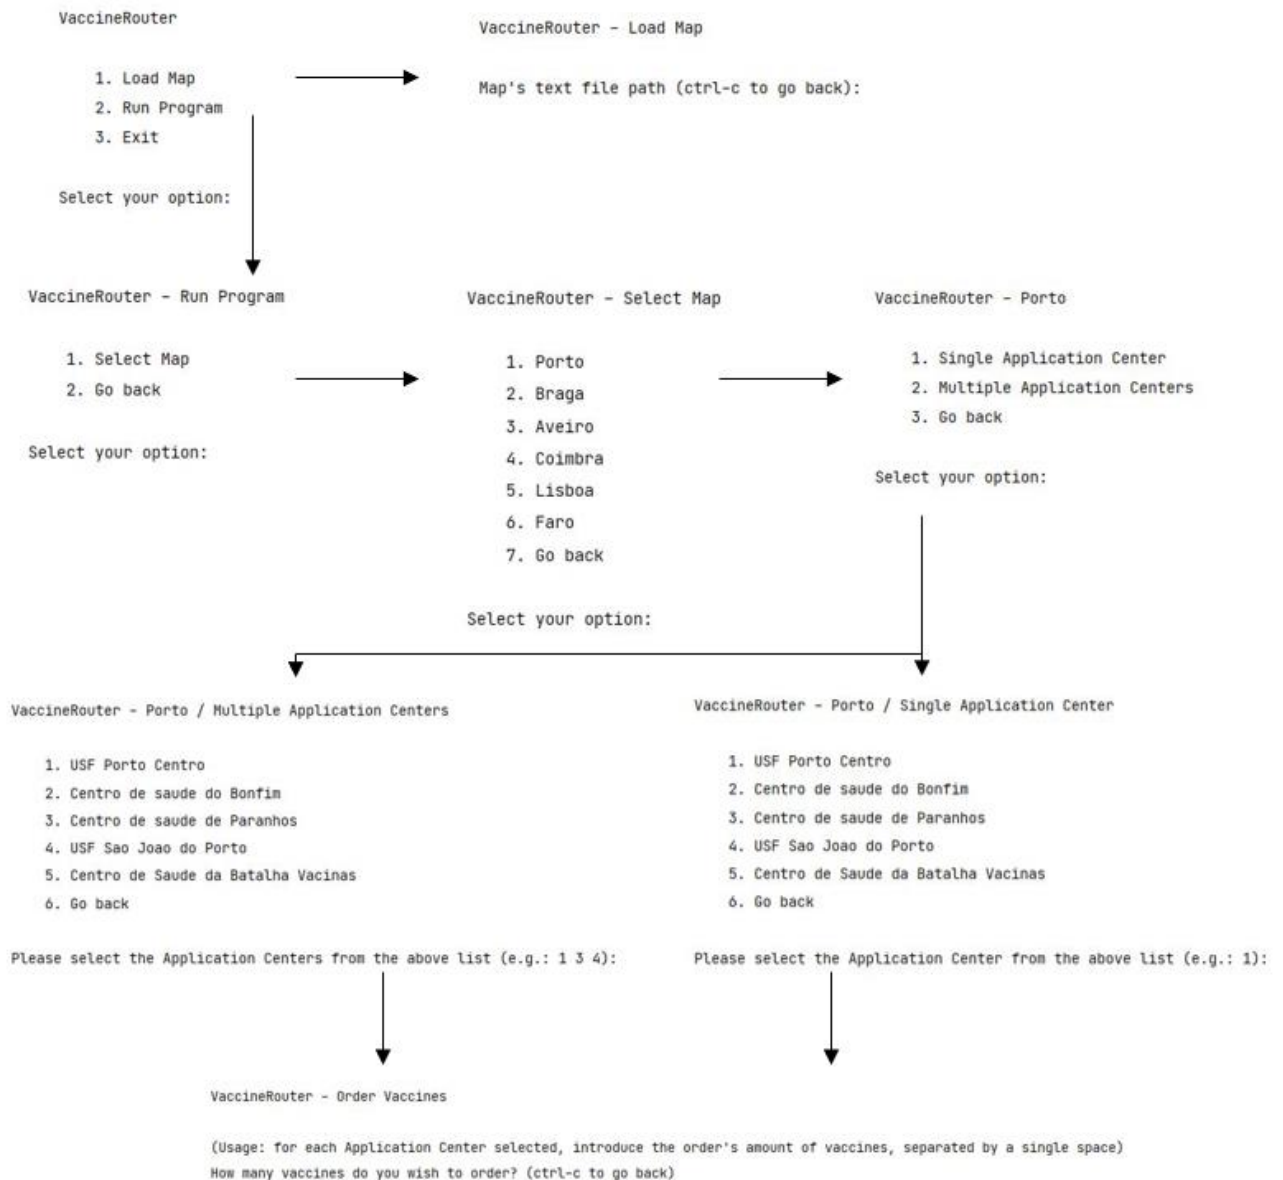 VaccineRouter
1. Load Map
2. Run Program
3. Exit
Select your option:
VaccineRouter – Load Map
Map's text file path (ctrl-c to go back):
VaccineRouter – Run Program
1. Select Map
2. Go back
Select your option:
VaccineRouter – Select Map
1. Porto
2. Braga
3. Aveiro
4. Coimbra
5. Lisboa
6. Faro
7. Go back
Select your option:
VaccineRouter – Porto
1. Single Application Center
2. Multiple Application Centers
3. Go back
Select your option:
VaccineRouter – Porto / Multiple Application Centers
1. USF Porto Centro
2. Centro de saude do Bonfim
3. Centro de saude de Paranhos
4. USF Sao Joao do Porto
5. Centro de Saude da Batalha Vacinas
6. Go back
Please select the Application Centers from the above list (e.g.: 1 3 4):
VaccineRouter – Porto / Single Application Center
1. USF Porto Centro
2. Centro de saude do Bonfim
3. Centro de saude de Paranhos
4. USF Sao Joao do Porto
5. Centro de Saude da Batalha Vacinas
6. Go back
Please select the Application Center from the above list (e.g.: 1):
VaccineRouter – Order Vaccines
(Usage: for each Application Center selected, introduce the order's amount of vaccines, separated by a single space)
How many vaccines do you wish to order? (ctrl-c to go back)